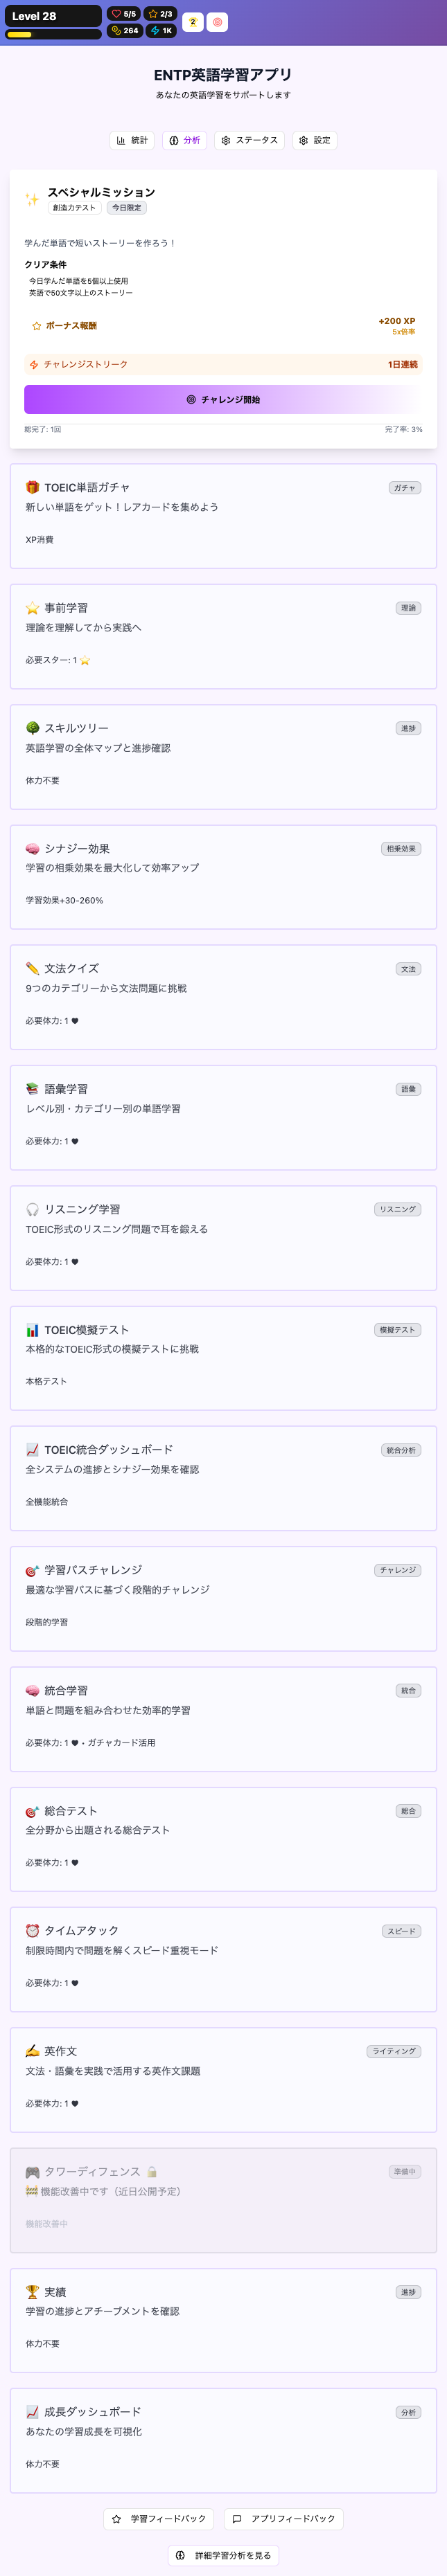 Level 28
5/5
2/3
264
1K
2
ENTP英語学習アプリ
あなたの英語学習をサポートします
統計
分析
ステータス
設定
スペシャルミッション
創造力テスト
今日限定
学んだ単語で短いストーリーを作ろう！
クリア条件
今日学んだ単語を5個以上使用
英語で50文字以上のストーリー
ボーナス報酬
+200 XP
5x倍率
チャレンジストリーク
1日連続
チャレンジ開始
総完了: 1回
完了率: 3%
TOEIC単語ガチャ
ガチャ
新しい単語をゲット！レアカードを集めよう
XP消費
事前学習
理論
理論を理解してから実践へ
必要スター: 1 ⭐
スキルツリー
進捗
英語学習の全体マップと進捗確認
体力不要
シナジー効果
相乗効果
学習の相乗効果を最大化して効率アップ
学習効果+30-260%
文法クイズ
文法
9つのカテゴリーから文法問題に挑戦
必要体力: 1 ♥
語彙学習
語彙
レベル別・カテゴリー別の単語学習
必要体力: 1 ♥
リスニング学習
リスニング
TOEIC形式のリスニング問題で耳を鍛える
必要体力: 1 ♥
TOEIC模擬テスト
模擬テスト
本格的なTOEIC形式の模擬テストに挑戦
本格テスト
TOEIC統合ダッシュボード
統合分析
全システムの進捗とシナジー効果を確認
全機能統合
学習パスチャレンジ
チャレンジ
最適な学習パスに基づく段階的チャレンジ
段階的学習
統合学習
統合
単語と問題を組み合わせた効率的学習
必要体力: 1 ♥ • ガチャカード活用
総合テスト
総合
全分野から出題される総合テスト
必要体力: 1 ♥
タイムアタック
スピード
制限時間内で問題を解くスピード重視モード
必要体力: 1 ♥
英作文
ライティング
文法・語彙を実践で活用する英作文課題
必要体力: 1 ♥
タワーディフェンス
準備中
機能改善中です（近日公開予定）
機能改善中
実績
進捗
学習の進捗とアチーブメントを確認
体力不要
成長ダッシュボード
分析
あなたの学習成長を可視化
体力不要
学習フィードバック
アプリフィードバック
詳細学習分析を見る